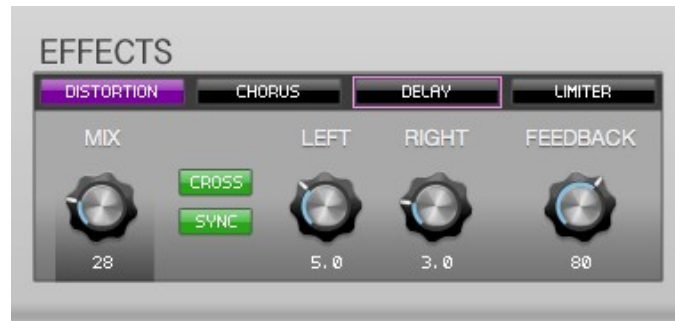 EFFECTS
DISTORTION CHORUS DELAY LIMITER
MIX LEFT RIGHT FEEDBACK
CROSS
SYNC
28 5.0 3.0 80